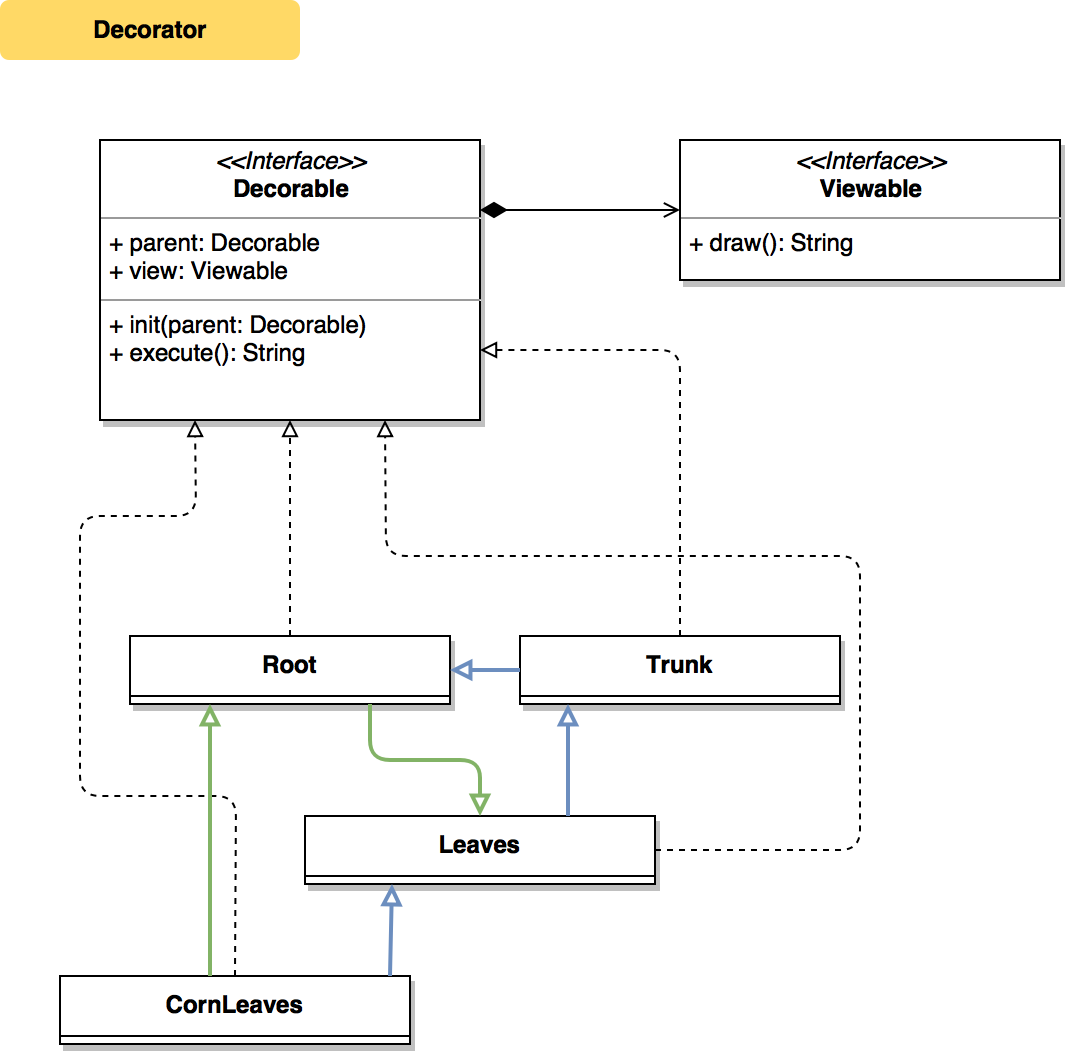 Decorator
<<Interface>>
Decorable
+ parent: Decorable
+ view: Viewable
+ init(parent: Decorable)
+ execute(): String
<<Interface>>
Viewable
+ draw(): String
Root
Trunk
Leaves
CornLeaves